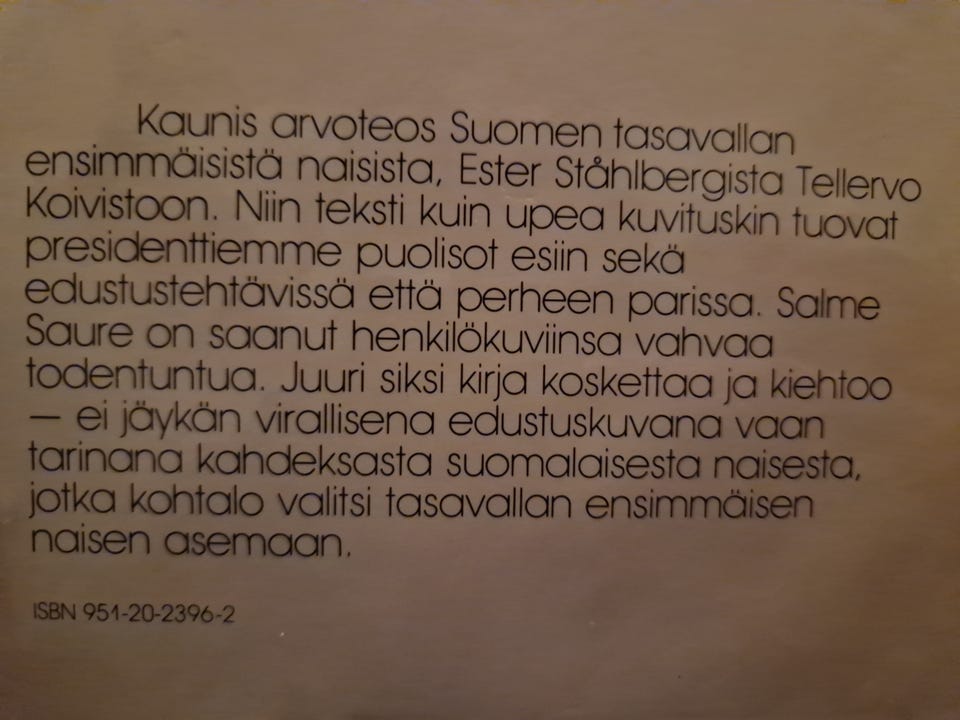 Kaunis arvoteos Suomen tasavallan
ensimmäisistä naisista, Ester Ståhlbergista Tellervo
Koivistoon. Niin teksti kuin upea kuvituskin tuovat
presidenttiemme puolisot esiin sekä
edustustehtävissä että perheen parissa. Salme
Saure on saanut henkilökuviinsa vahvaa
todentuntua. Juuri siksi kirja koskettaa ja kiehtoo
— ei jäykän virallisena edustuskuvana vaan
tarinana kahdeksasta suomalaisesta naisesta,
jotka kohtalo valitsi tasavallan ensimmäisen
naisen asemaan.
ISBN 951-20-2396-2